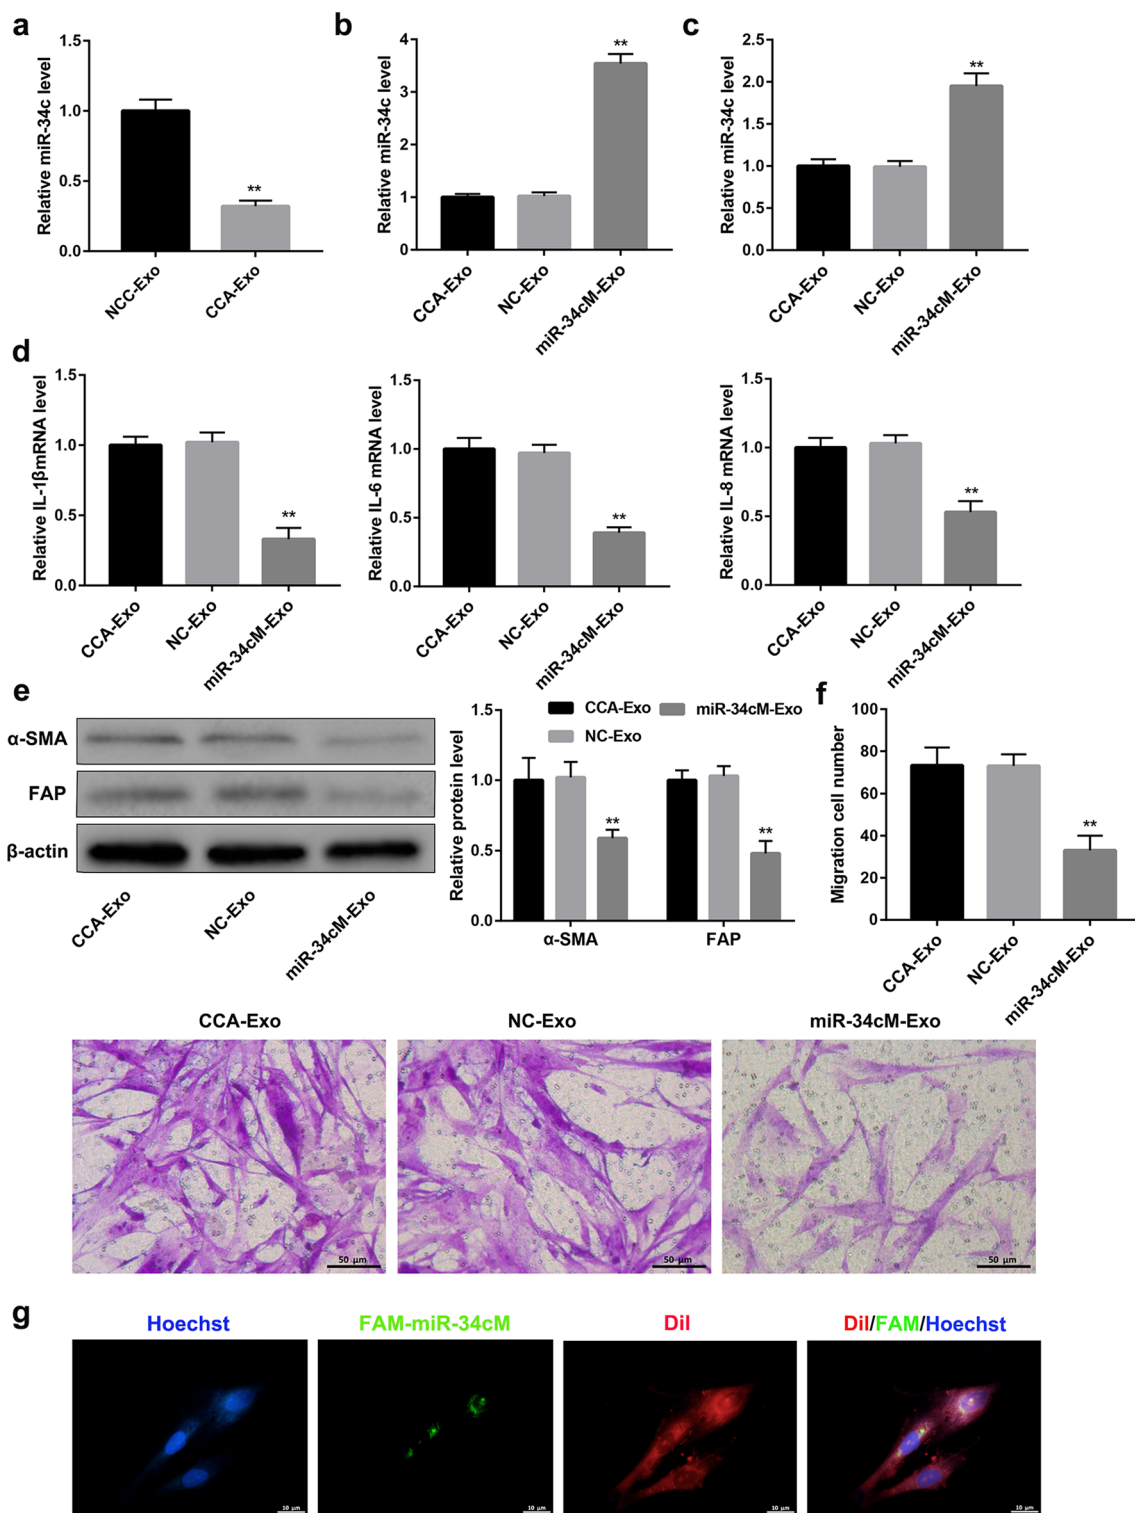 a
Relative miR-34c level
1.5
1.0
0.5
0.0
**
NCC-Exo
CCA-Exo
b
Relative miR-34c level
4
3
2
1
0
**
CCA-Exo
NC-Exo
miR-34cM-Exo
c
Relative miR-34c level
2.5
2.0
1.5
1.0
0.5
0.0
**
CCA-Exo
NC-Exo
miR-34cM-Exo
d
Relative IL-1βmRNA level
1.5
1.0
0.5
0.0
**
CCA-Exo
NC-Exo
miR-34cM-Exo
Relative IL-6 mRNA level
1.5
1.0
0.5
0.0
**
CCA-Exo
NC-Exo
miR-34cM-Exo
Relative IL-8 mRNA level
1.5
1.0
0.5
0.0
**
CCA-Exo
NC-Exo
miR-34cM-Exo
e
α-SMA
FAP
β-actin
CCA-Exo
NC-Exo
miR-34cM-Exo
CCA-Exo
miR-34cM-Exo
NC-Exo
Relative protein level
1.5
1.0
0.5
0.0
**
**
α-SMA
FAP
f
Migration cell number
100
80
60
40
20
0
**
CCA-Exo
NC-Exo
miR-34cM-Exo
CCA-Exo
NC-Exo
miR-34cM-Exo
50 μm
50 μm
50 μm
g
Hoechst
FAM-miR-34cM
Dil
Dil/FAM/Hoechst
10 μm
10 μm
10 μm
10 μm